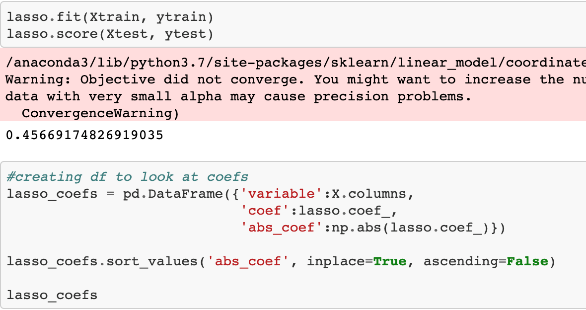 lasso.fit(Xtrain, ytrain)
lasso.score(Xtest, ytest)
/anaconda3/lib/python3.7/site-packages/sklearn/linear_model/coordinate
Warning: Objective did not converge. You might want to increase the nu
data with very small alpha may cause precision problems.
ConvergenceWarning)
0.45669174826919035
#creating df to look at coefs
lasso_coefs = pd.DataFrame({'variable':X.columns,
'coef':lasso.coef_,
'abs_coef':np.abs(lasso.coef_)})
lasso_coefs.sort_values('abs_coef', inplace=True, ascending=False)
lasso_coefs